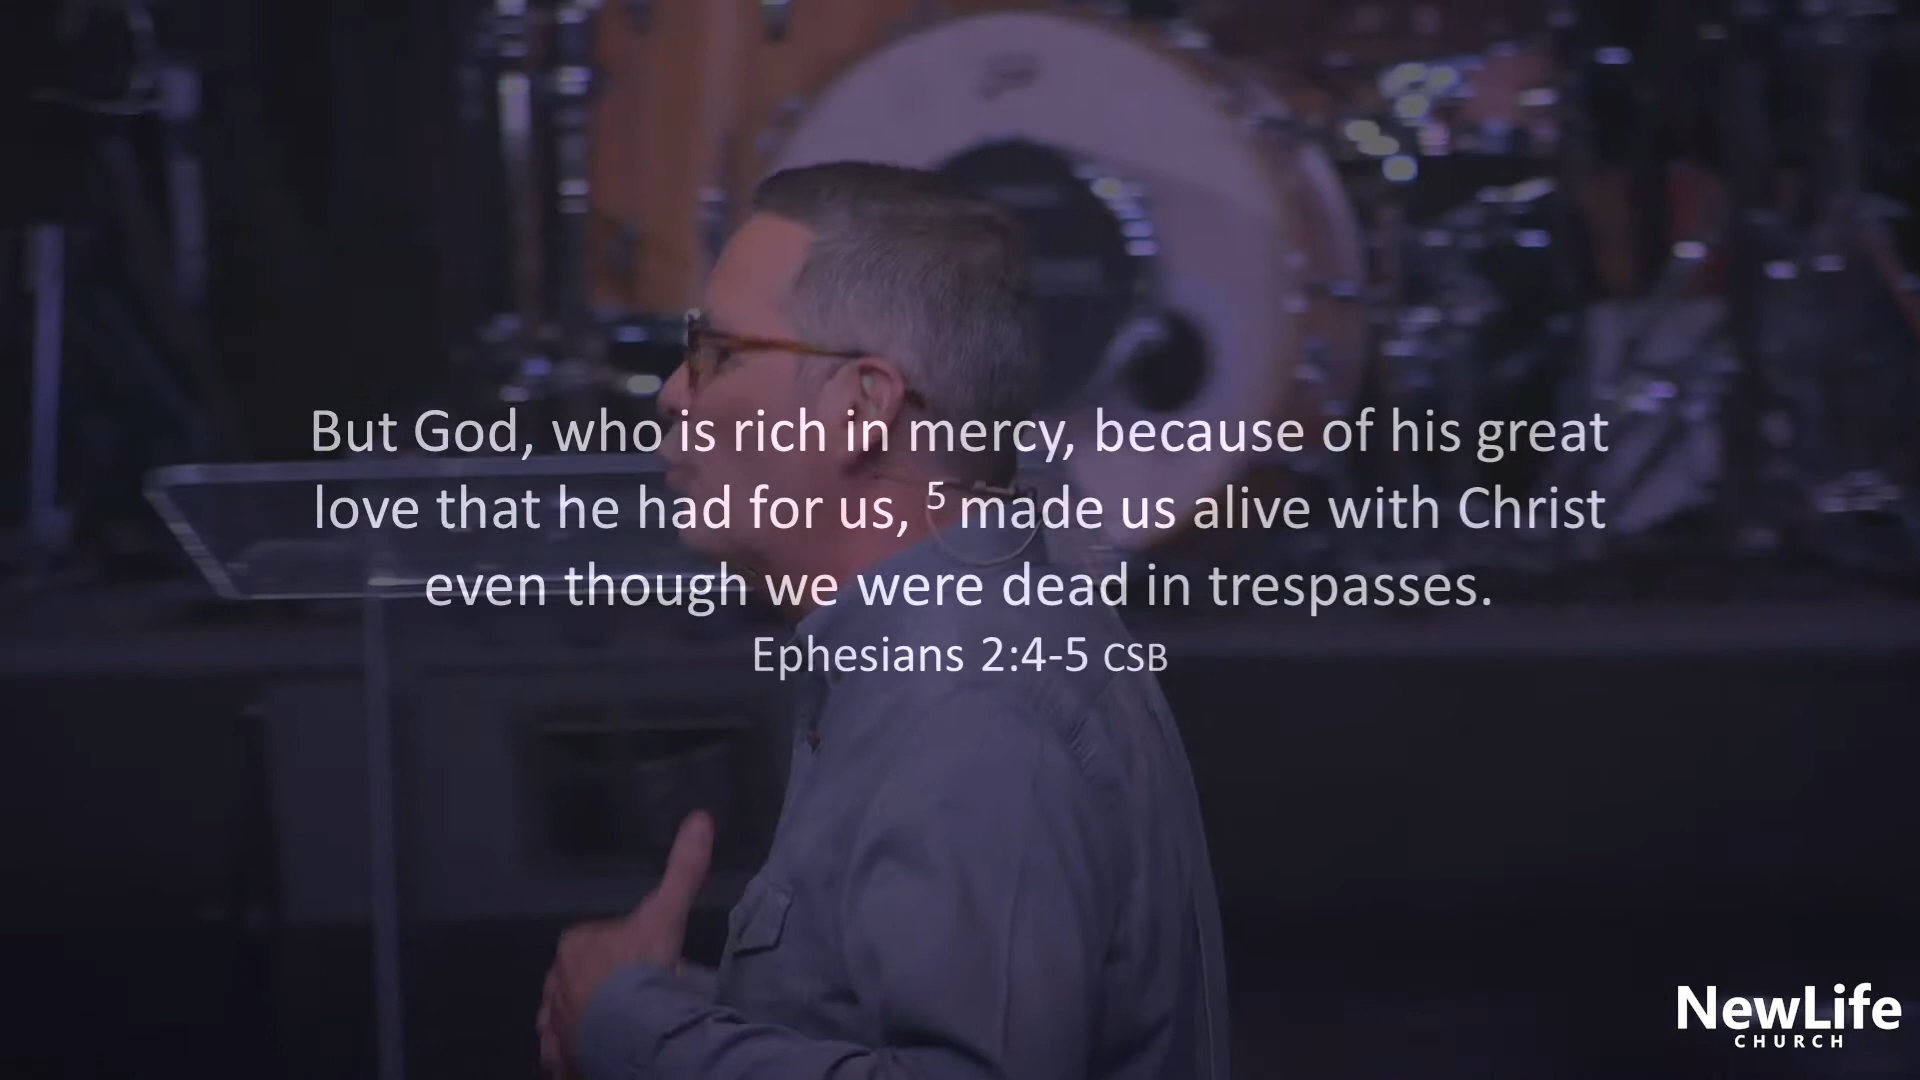 But God, who is rich in mercy, because of his great
love that he had for us, ⁵ made us alive with Christ
even though we were dead in trespasses.
Ephesians 2:4-5 CSB
NewLife
CHURCH